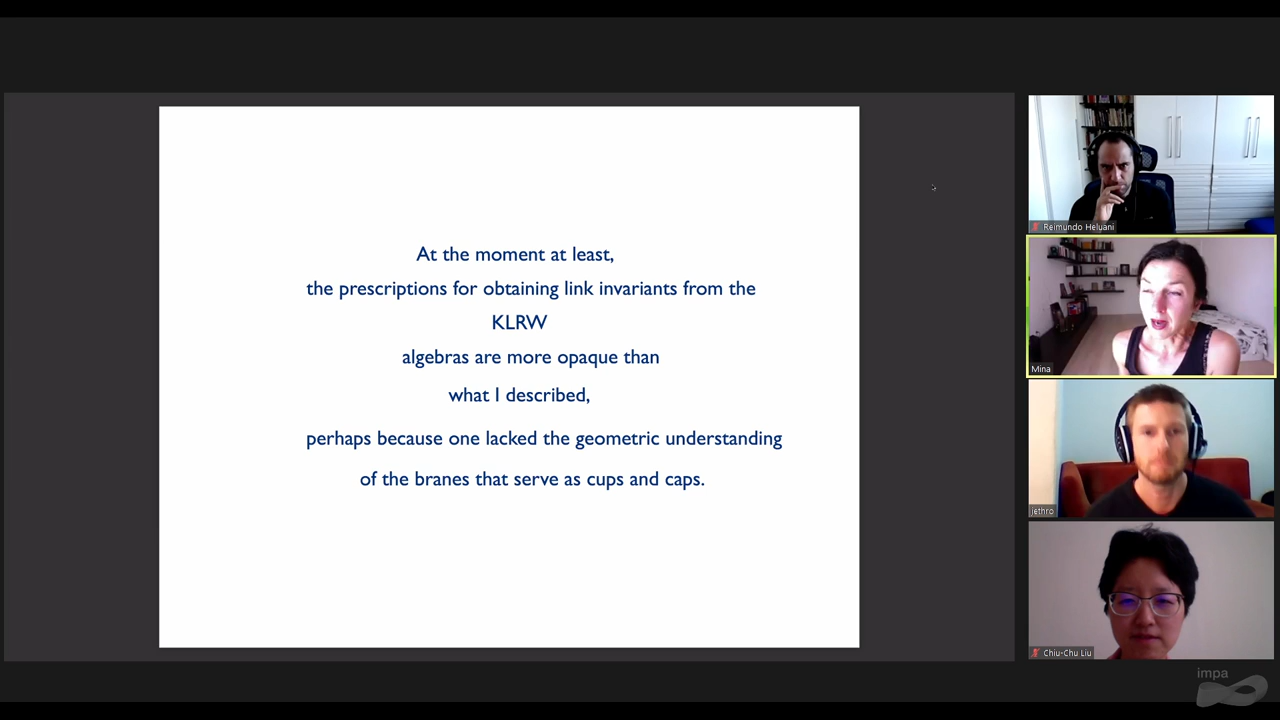 At the moment at least,
the prescriptions for obtaining link invariants from the
KLRW
algebras are more opaque than
what I described,
perhaps because one lacked the geometric understanding
of the branes that serve as cups and caps.
Reimundo Heluani
Mina
jethro
Chiu-Chu Liu
impa